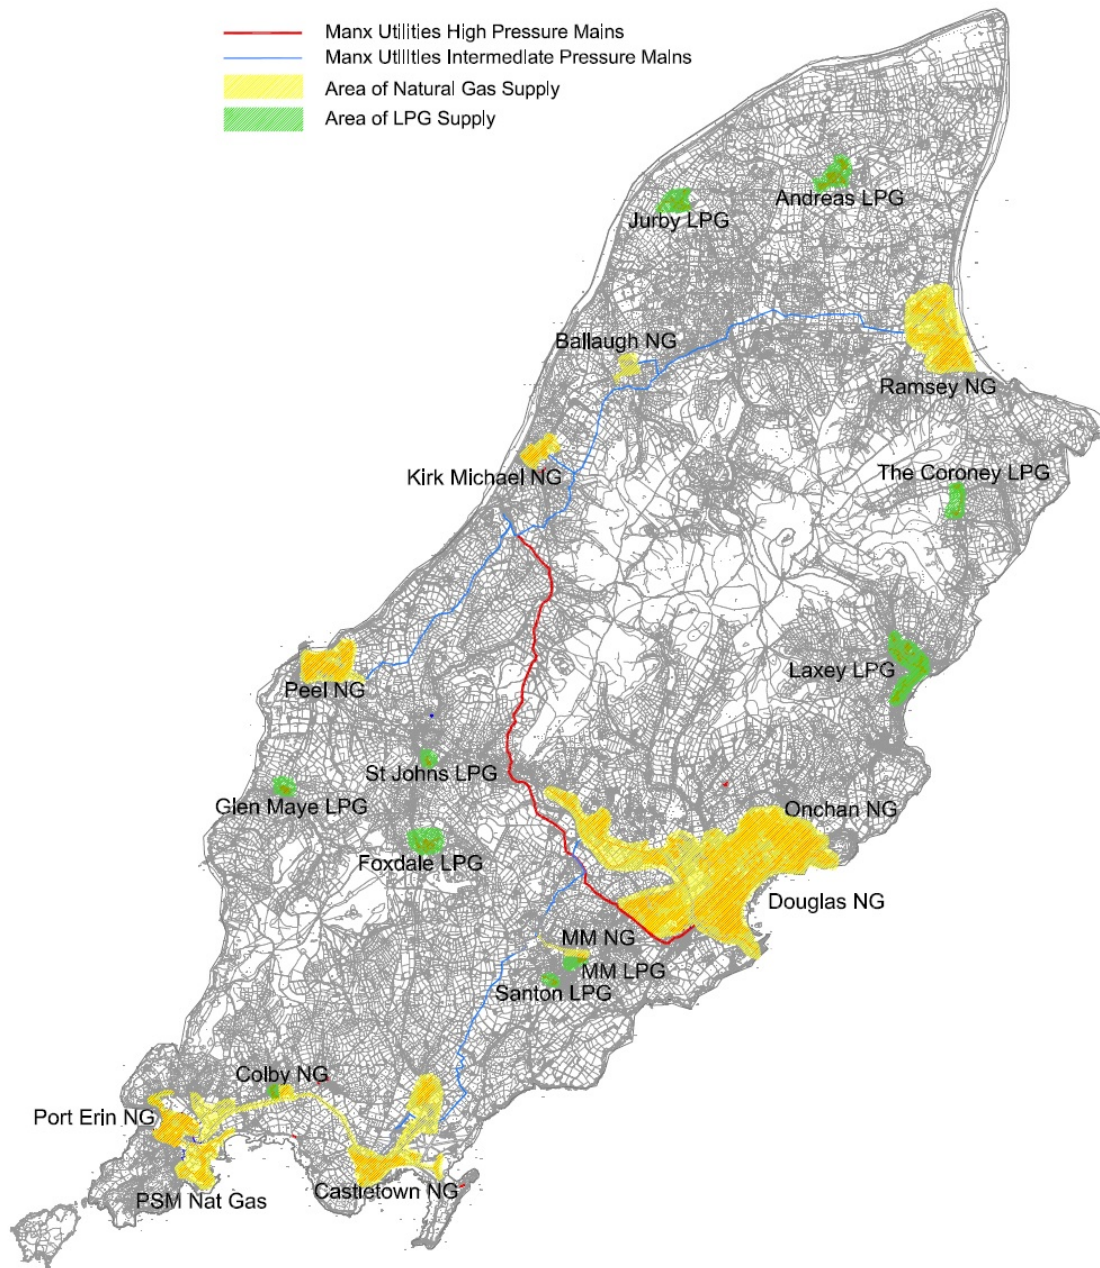 Manx Utilities High Pressure Mains
Manx Utilities Intermediate Pressure Mains
Area of Natural Gas Supply
Area of LPG Supply
Andreas LPG
Jurby LPG
Ballaugh NG
Ramsey NG
Kirk Michael NG
The Coroney LPG
Laxey LPG
Peel NG
St Johns LPG
Glen Maye LPG
Onchan NG
Foxdale LPG
Douglas NG
MM NG
MM LPG
Santon LPG
Colby NG
Port Erin NG
Castletown NG
PSM Nat Gas